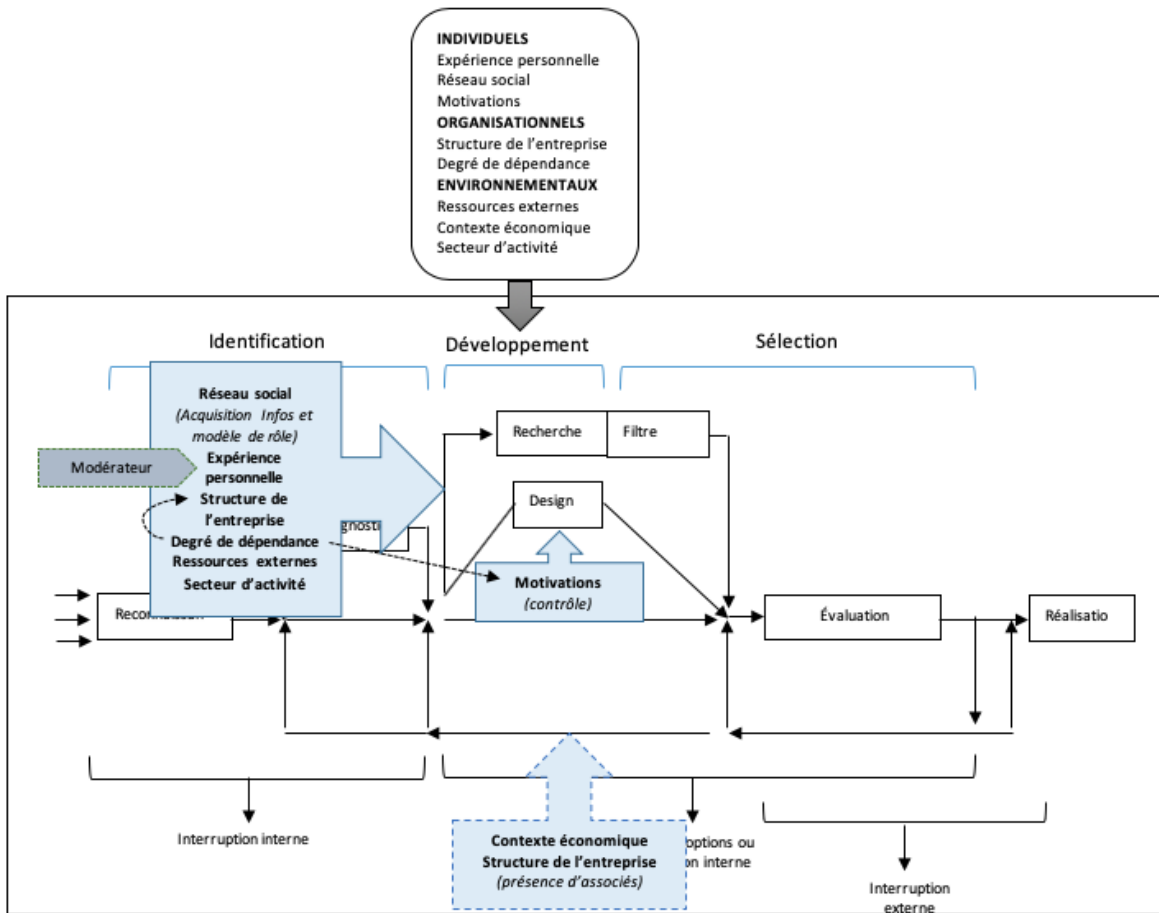 INDIVIDUELS
Expérience personnelle
Réseau social
Motivations
ORGANISATIONNELS
Structure de l'entreprise
Degré de dépendance
ENVIRONNEMENTAUX
Ressources externes
Contexte économique
Secteur d'activité
Identification
Développement
Sélection
Réseau social
(Acquisition Infos et
modèle de rôle)
Expérience
personnelle
Structure de
l'entreprise
Degré de dépendance
Ressources externes
Secteur d'activité
Modérateur
Recherche
Filtre
Design
Motivations
(contrôle)
Évaluation
Réalisatio
Interruption interne
Contexte économique
Structure de l'entreprise
(présence d'associés)
options ou
interne
Interruption
externe